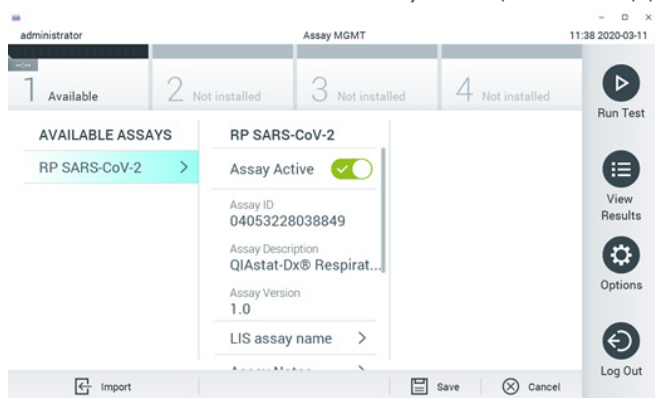 administrator Assay MGMT 11:38 2020-03-11
1 Available 2 Not installed 3 Not installed 4 Not installed
Run Test
AVAILABLE ASSAYS
RP SARS-CoV-2
RP SARS-CoV-2
Assay Active
Assay ID
04053228038849
Assay Description
QIAstat-Dx® Respirat...
Assay Version
1.0
LIS assay name
View
Results
Options
Log Out
Import Save Cancel